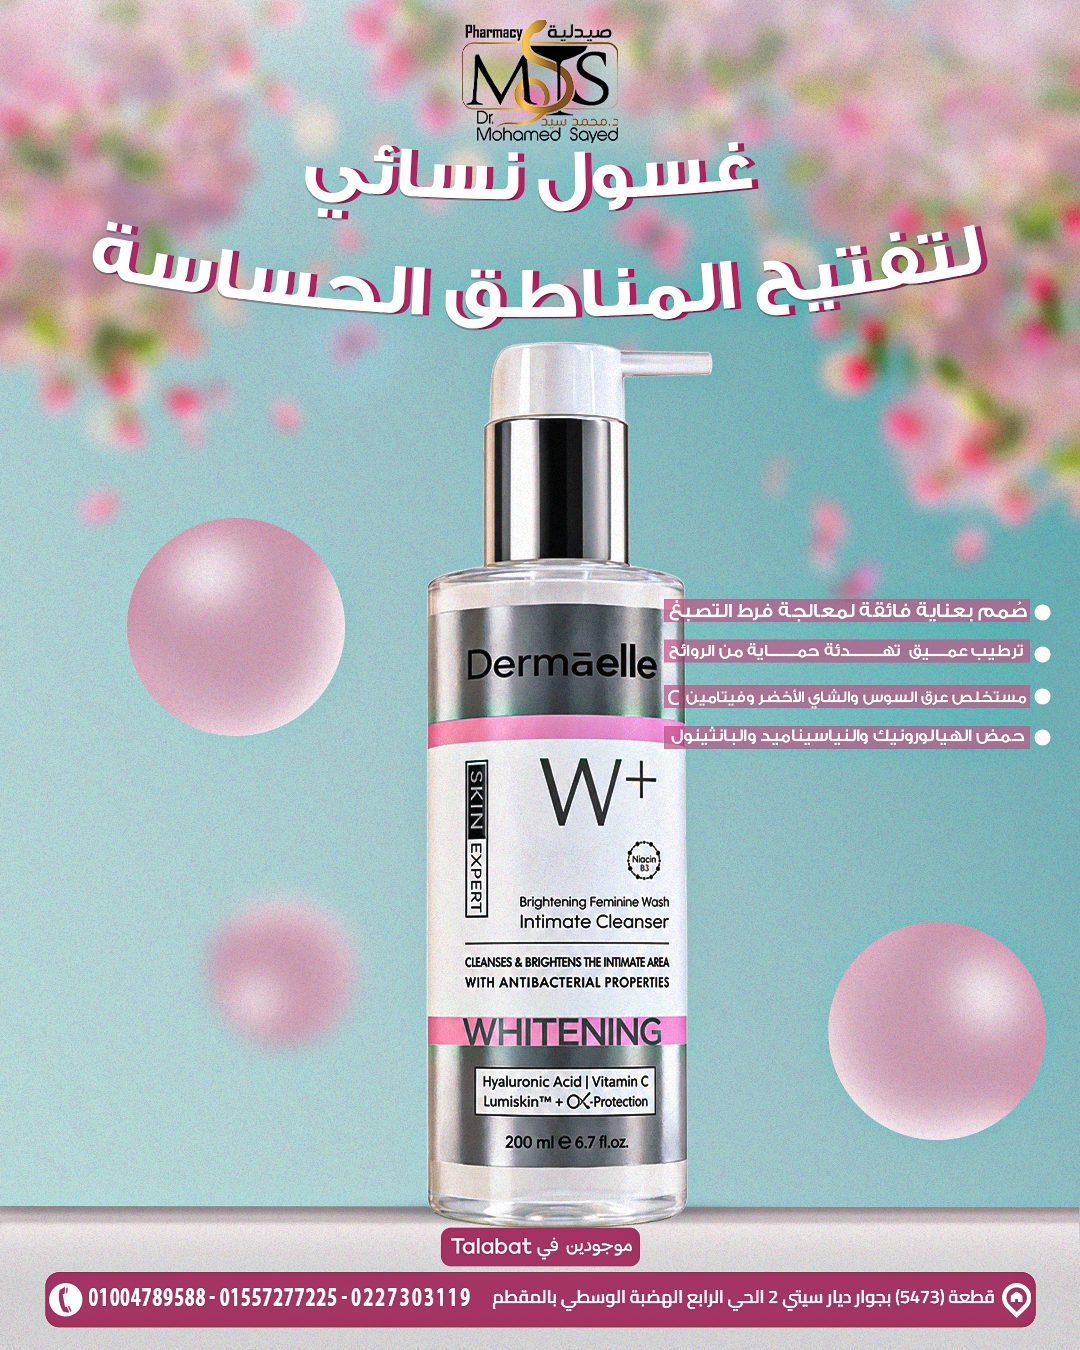 Pharmacy صيدلية
MS
Dr. د.محمد سيد
Mohamed Sayed
غسول نسائي
لتفتيح المناطق الحساسة
صُمم بعناية فائقة لمعالجة فرط التصبغ
ترطيب عميق تهدئة حماية من الروائح
مستخلص عرق السوس والشاي الأخضر وفيتامين C
حمض الهيالورونيك والنياسيناميد والبانثينول
Dermāelle
W+
SKIN EXPERT
Niacin
B3
Brightening Feminine Wash
Intimate Cleanser
CLEANSES & BRIGHTENS THE INTIMATE AREA
WITH ANTIBACTERIAL PROPERTIES
WHITENING
Hyaluronic Acid | Vitamin C
Lumiskin™ + OX-Protection
200 ml e 6.7 fl.oz.
موجودين في Talabat
قطعة (5473) بجوار ديار سيتي 2 الحي الرابع الهضبة الوسطي بالمقطم
01004789588 - 01557277225 - 0227303119